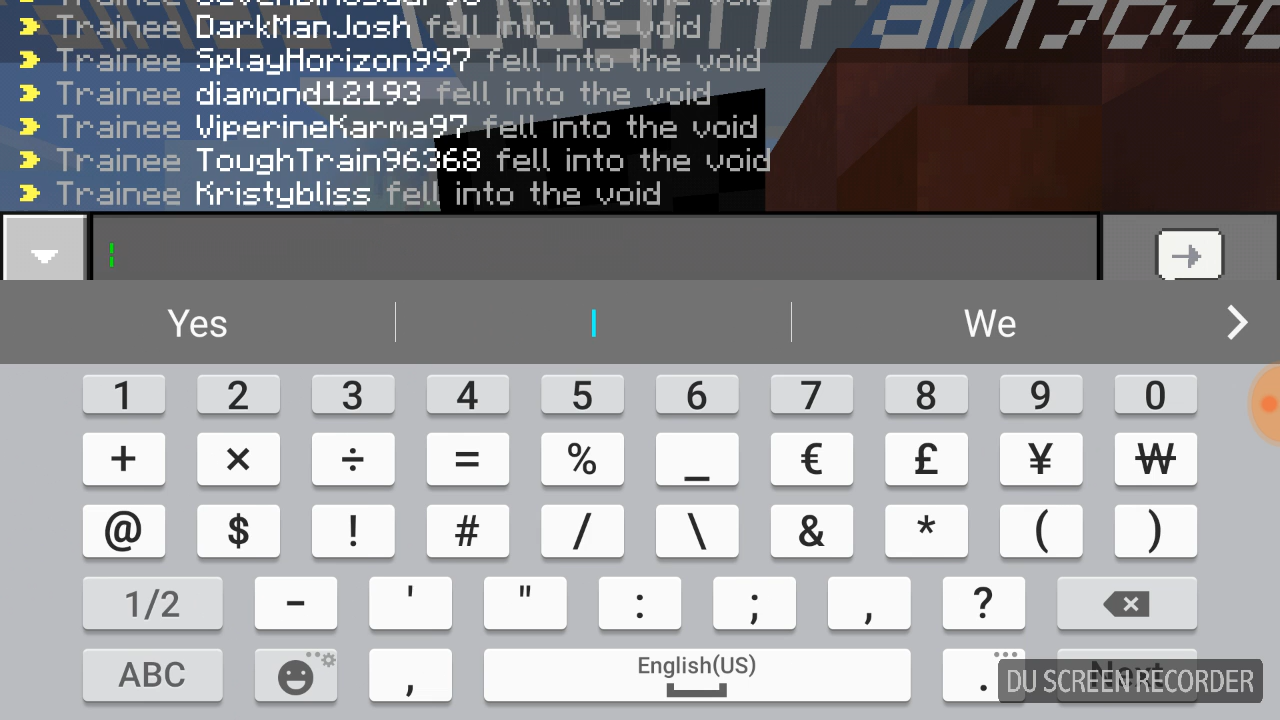 Trainee DarkManJosh fell into the void
Trainee SplayHorizon997 fell into the void
Trainee diamond12193 fell into the void
Trainee ViperineKarma97 fell into the void
Trainee ToughTrain96368 fell into the void
Trainee Kristybliss fell into the void
Yes I We
1 2 3 4 5 6 7 8 9 0
+ × ÷ = % _ € £ ¥ ₩
@ $ ! # / \ & * ( )
1/2 - ' " : ; , ?
ABC , English(US) . Next
DU SCREEN RECORDER